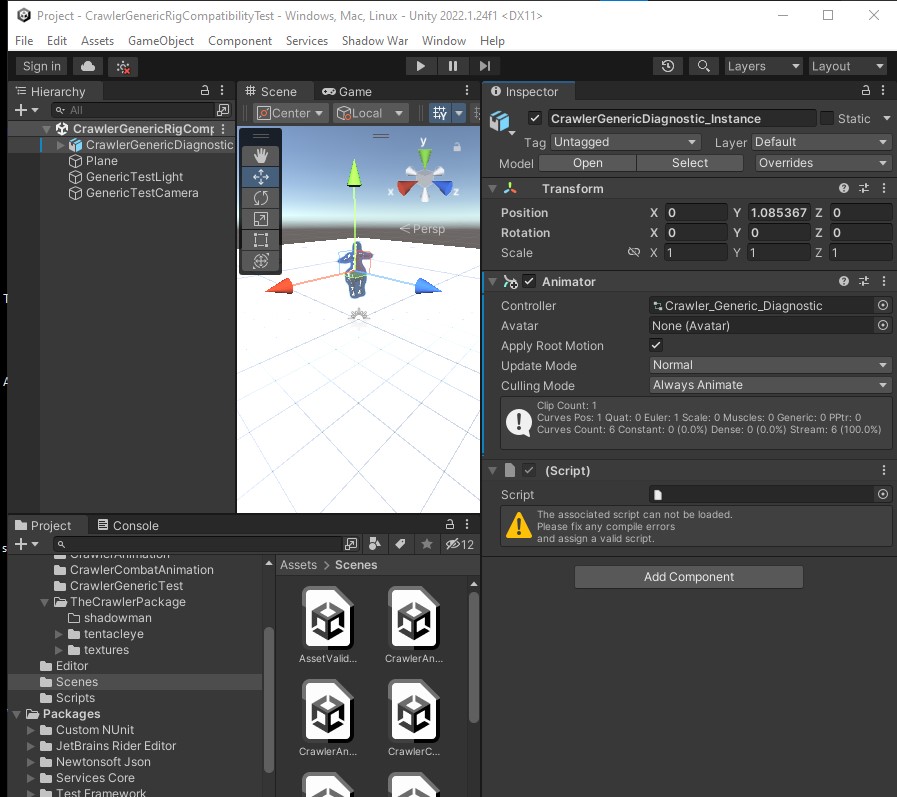 Project - CrawlerGenericRigCompatibilityTest - Windows, Mac, Linux - Unity 2022.1.24f1 <DX11>
File Edit Assets GameObject Component Services Shadow War Window Help
Sign in
Layers
Layout
Hierarchy
All
CrawlerGenericRigComp
CrawlerGenericDiagnostic
Plane
GenericTestLight
GenericTestCamera
Scene
Game
Center
Local
y
x
z
Persp
Inspector
CrawlerGenericDiagnostic_Instance
Static
Tag Untagged Layer Default
Model Open Select Overrides
Transform
Position X 0 Y 1.085367 Z 0
Rotation X 0 Y 0 Z 0
Scale X 1 Y 1 Z 1
Animator
Controller Crawler_Generic_Diagnostic
Avatar None (Avatar)
Apply Root Motion
Update Mode Normal
Culling Mode Always Animate
Clip Count: 1
Curves Pos: 1 Quat: 0 Euler: 1 Scale: 0 Muscles: 0 Generic: 0 PPtr: 0
Curves Count: 6 Constant: 0 (0.0%) Dense: 0 (0.0%) Stream: 6 (100.0%)
(Script)
Script
The associated script can not be loaded.
Please fix any compile errors
and assign a valid script.
Add Component
Project
Console
12
CrawlerAnimation
CrawlerCombatAnimation
CrawlerGenericTest
TheCrawlerPackage
shadowman
tentacleye
textures
Editor
Scenes
Scripts
Packages
Custom NUnit
JetBrains Rider Editor
Newtonsoft Json
Services Core
Test Framework
Assets > Scenes
AssetValid...
CrawlerAn...
CrawlerAn...
CrawlerC...